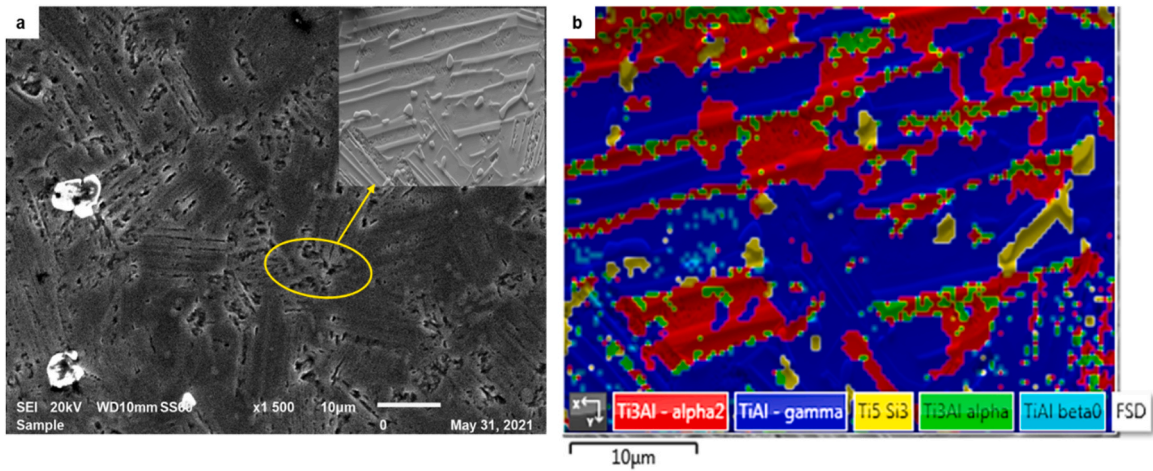 a
b
SEI 20kV WD10mm SS60 x1 500 10µm
Sample 0 May 31, 2021
Ti3Al - alpha2 TiAl - gamma Ti5 Si3 Ti3Al alpha TiAl beta0 FSD
X
Y
10µm